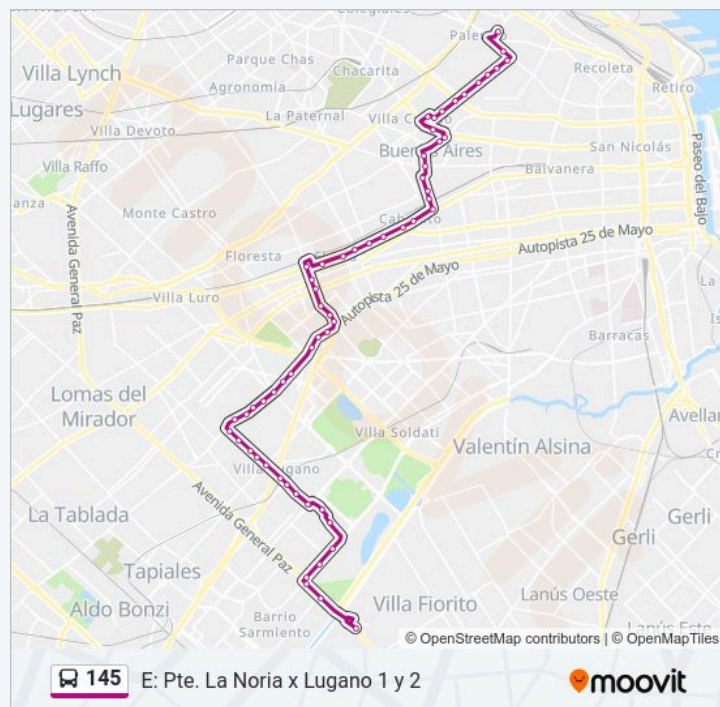 Palermo
Parque Chas
Chacarita
Recoleta
Villa Lynch
Agronomía
Retiro
Lugares
La Paternal
Villa Devoto
Buenos Aires
San Nicolás
Villa Raffo
Balvanera
Paseo del Bajo
Monte Castro
Avenida General Paz
Floresta
Autopista 25 de Mayo
Autopista 25 de Mayo
Villa Luro
Barracas
Lomas del
Mirador
Villa Soldati
Valentín Alsina
Villa Lugano
Avenida General Paz
La Tablada
Gerli
Gerli
Tapiales
Aldo Bonzi
Villa Fiorito
Lanús Oeste
Barrio
Sarmiento
Lanús Este
© OpenStreetMap contributors | © OpenMapTiles
145 E: Pte. La Noria x Lugano 1 y 2
moovit